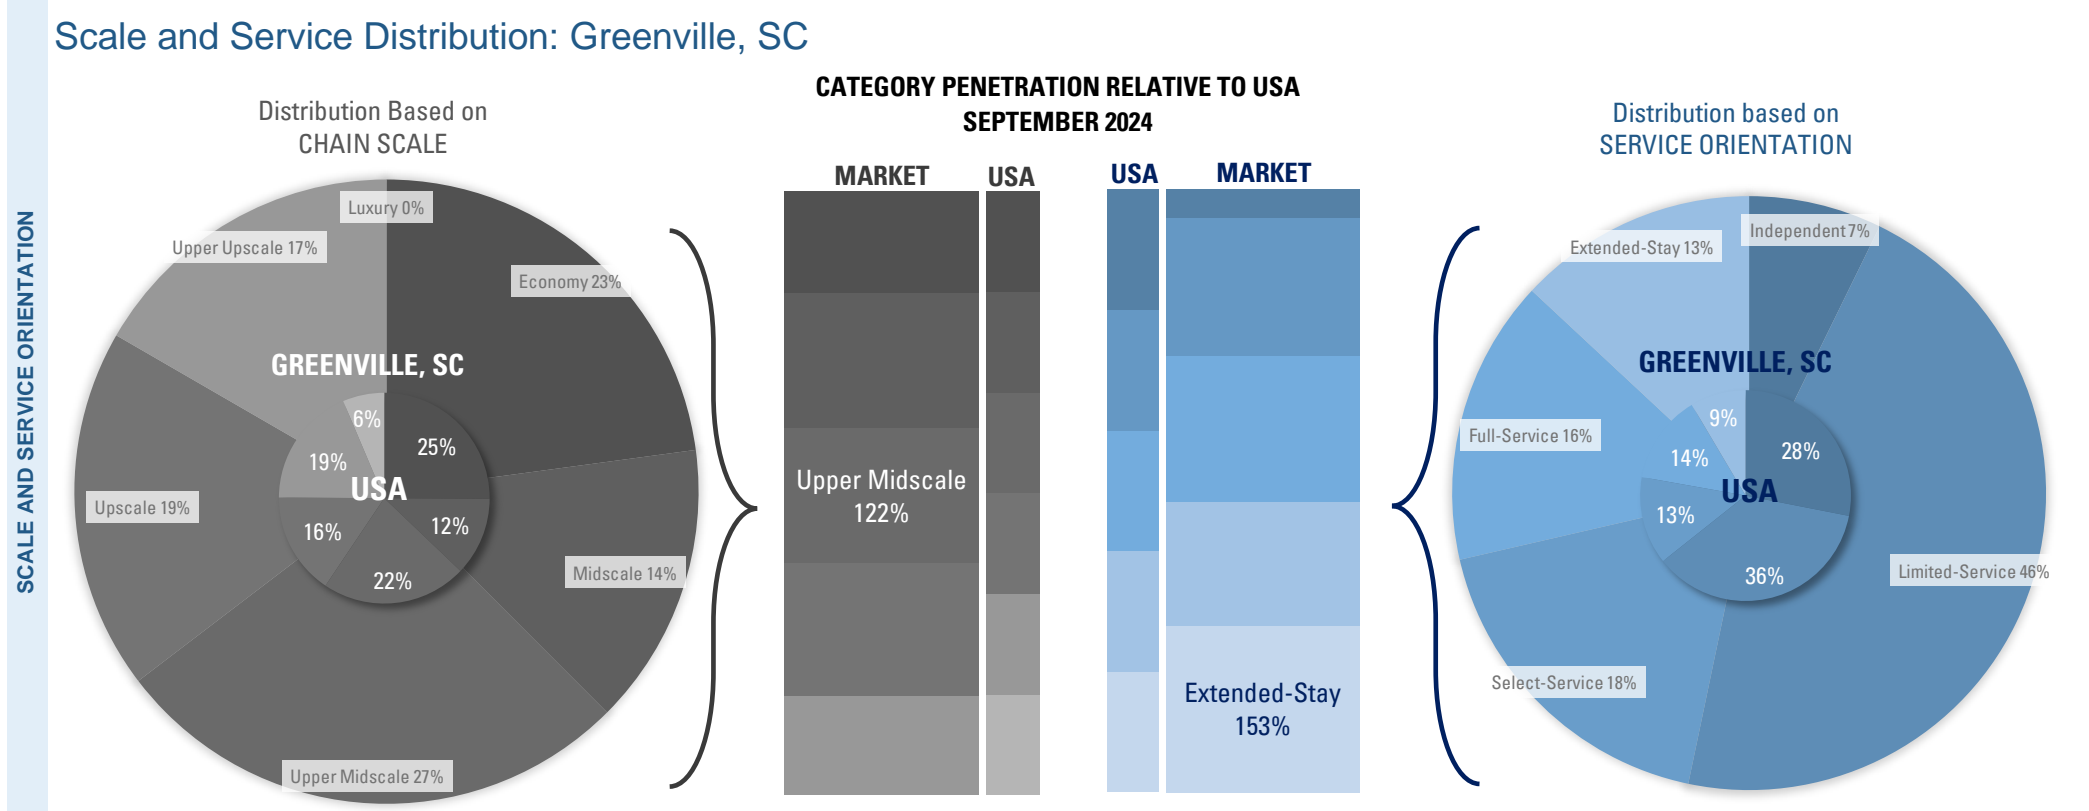 Scale and Service Distribution: Greenville, SC
SCALE AND SERVICE ORIENTATION
Distribution Based on
CHAIN SCALE
Luxury 0%
Upper Upscale 17%
Economy 23%
GREENVILLE, SC
6%
25%
19%
USA
Upscale 19%
16%
12%
22%
Midscale 14%
Upper Midscale 27%
CATEGORY PENETRATION RELATIVE TO USA
SEPTEMBER 2024
MARKET
USA
Upper Midscale
122%
USA
MARKET
Extended-Stay
153%
Distribution based on
SERVICE ORIENTATION
Independent 7%
Extended-Stay 13%
GREENVILLE, SC
9%
28%
Full-Service 16%
14%
USA
13%
36%
Limited-Service 46%
Select-Service 18%